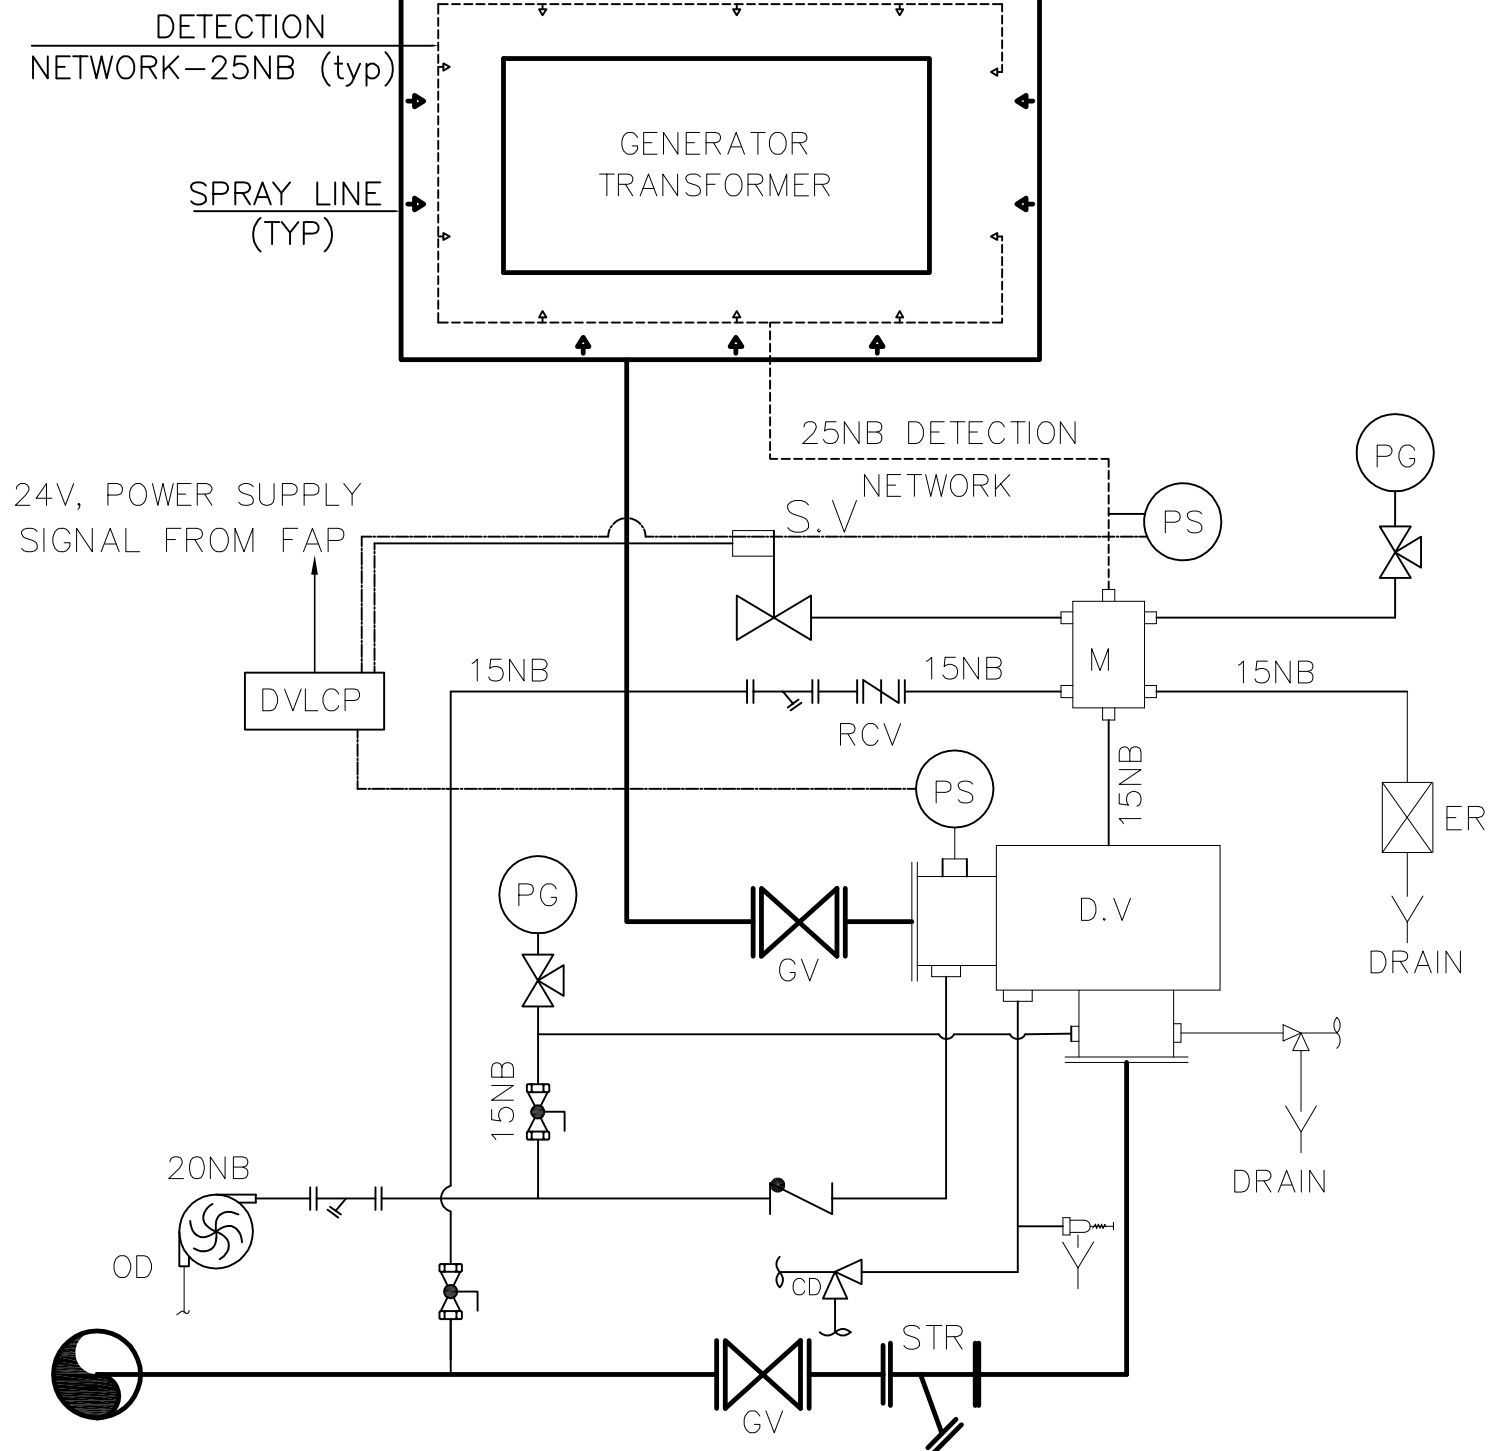 DETECTION
NETWORK-25NB (typ)
GENERATOR
TRANSFORMER
SPRAY LINE
(TYP)
25NB DETECTION
NETWORK
PG
24V, POWER SUPPLY
SIGNAL FROM FAP
S.V
PS
M
15NB
15NB
15NB
DVLCP
RCV
15NB
PS
ER
PG
D.V
GV
DRAIN
15NB
20NB
DRAIN
OD
CD
STR
GV